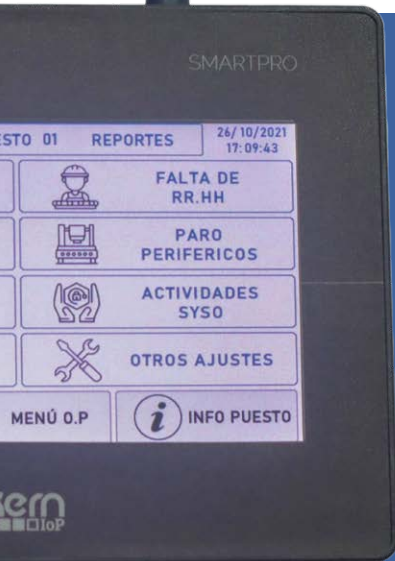 SMARTPRO
ESTO 01 REPORTES
26/10/2021
17:09:43
FALTA DE
RR.HH
PARO
PERIFERICOS
ACTIVIDADES
SYSO
OTROS AJUSTES
MENÚ O.P
i INFO PUESTO
kern
IoP